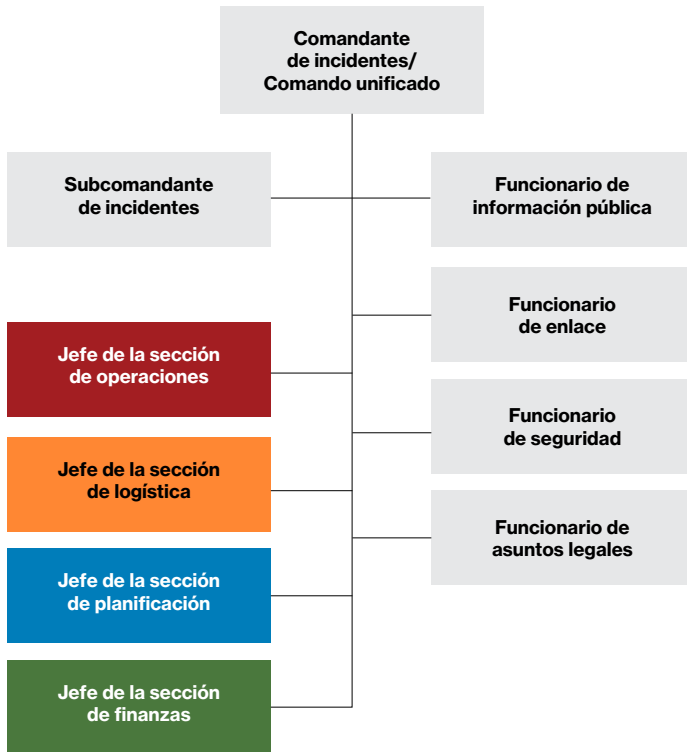 Comandante
de incidentes/
Comando unificado
Subcomandante
de incidentes
Funcionario de
información pública
Funcionario
de enlace
Jefe de la sección
de operaciones
Funcionario
de seguridad
Jefe de la sección
de logística
Funcionario de
asuntos legales
Jefe de la sección
de planificación
Jefe de la sección
de finanzas